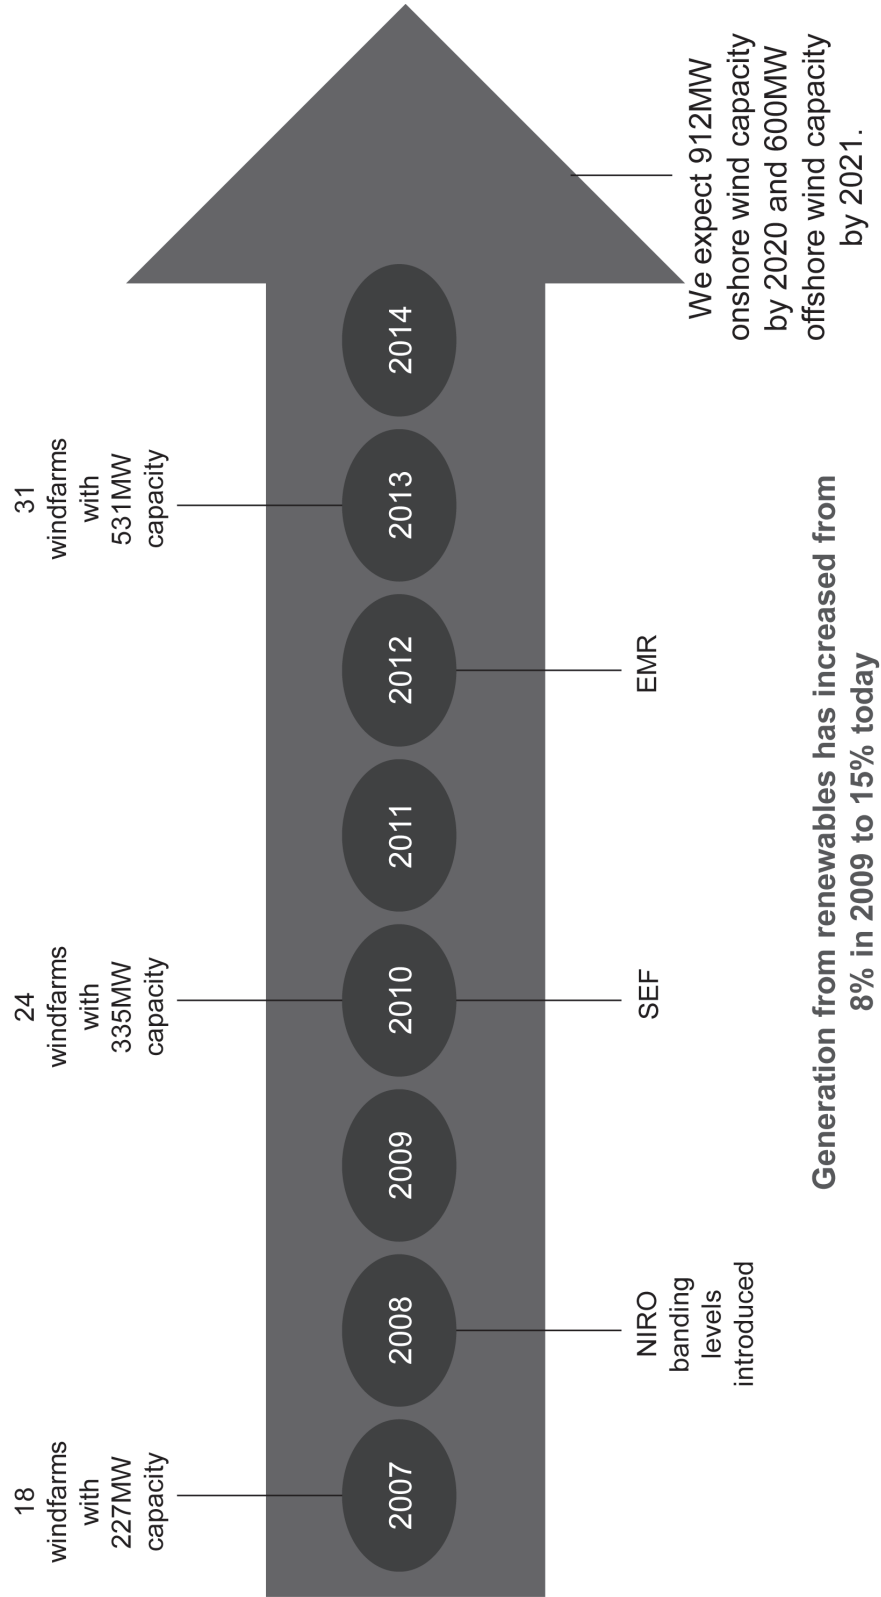 18
windfarms
with
227MW
capacity
24
windfarms
with
335MW
capacity
31
windfarms
with
531MW
capacity
2007
2008
2009
2010
2011
2012
2013
2014
NIRO
banding
levels
introduced
SEF
EMR
We expect 912MW
onshore wind capacity
by 2020 and 600MW
offshore wind capacity
by 2021.
Generation from renewables has increased from
8% in 2009 to 15% today